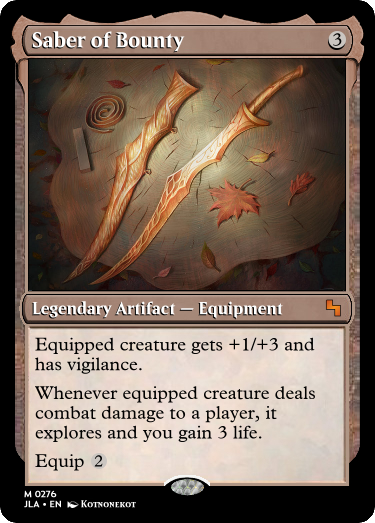 Saber of Bounty 3
Legendary Artifact — Equipment
Equipped creature gets +1/+3 and
has vigilance.
Whenever equipped creature deals
combat damage to a player, it
explores and you gain 3 life.
Equip 2
M 0276
JLA • EN Kotnonekot